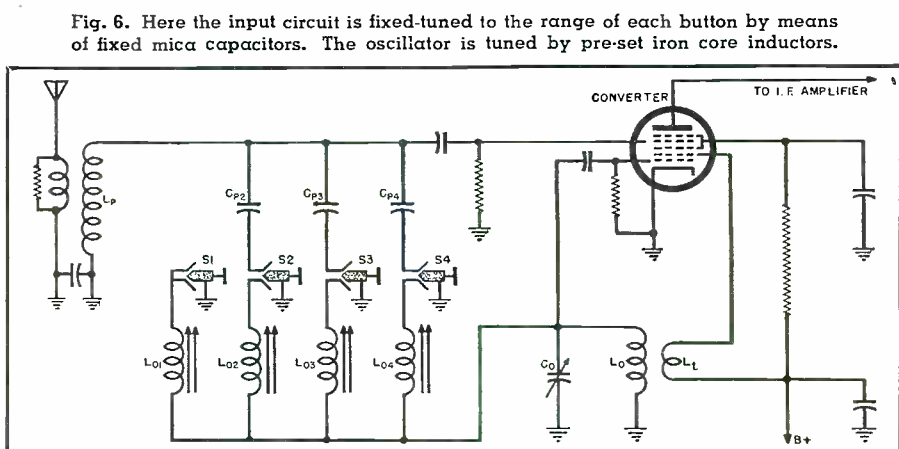 Fig. 6. Here the input circuit is fixed-tuned to the range of each button by means
of fixed mica capacitors. The oscillator is tuned by pre-set iron core inductors.
CONVERTER
TO I.F. AMPLIFIER
LP
CP2
CP3
CP4
S1
S2
S3
S4
LO1
LO2
LO3
LO4
CO
LO
Lt
B+